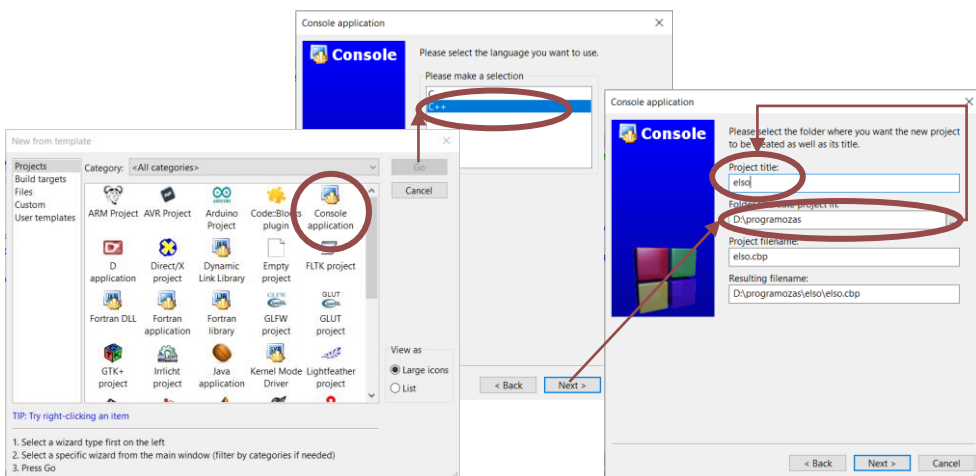 New from template
Projects
Build targets
Files
Custom
User templates
Category: <All categories>
Go
Cancel
ARM Project
AVR Project
Arduino Project
Code::Blocks plugin
Console application
D application
Direct/X project
Dynamic Link Library
Empty project
FLTK project
Fortran DLL
Fortran application
Fortran library
GLFW project
GLUT project
GTK+ project
Irrlicht project
Java application
Kernel Mode Driver
Lightfeather project
View as
Large icons
List
TIP: Try right-clicking an item
1. Select a wizard type first on the left
2. Select a specific wizard from the main window (filter by categories if needed)
3. Press Go
Console application
Console
Please select the language you want to use.
Please make a selection
C++
< Back
Next >
Console application
Console
Please select the folder where you want the new project
to be created as well as its title.
Project title:
elso
project in:
D:\programozas
Project filename:
elso.cbp
Resulting filename:
D:\programozas\elso\elso.cbp
< Back
Next >
Cancel